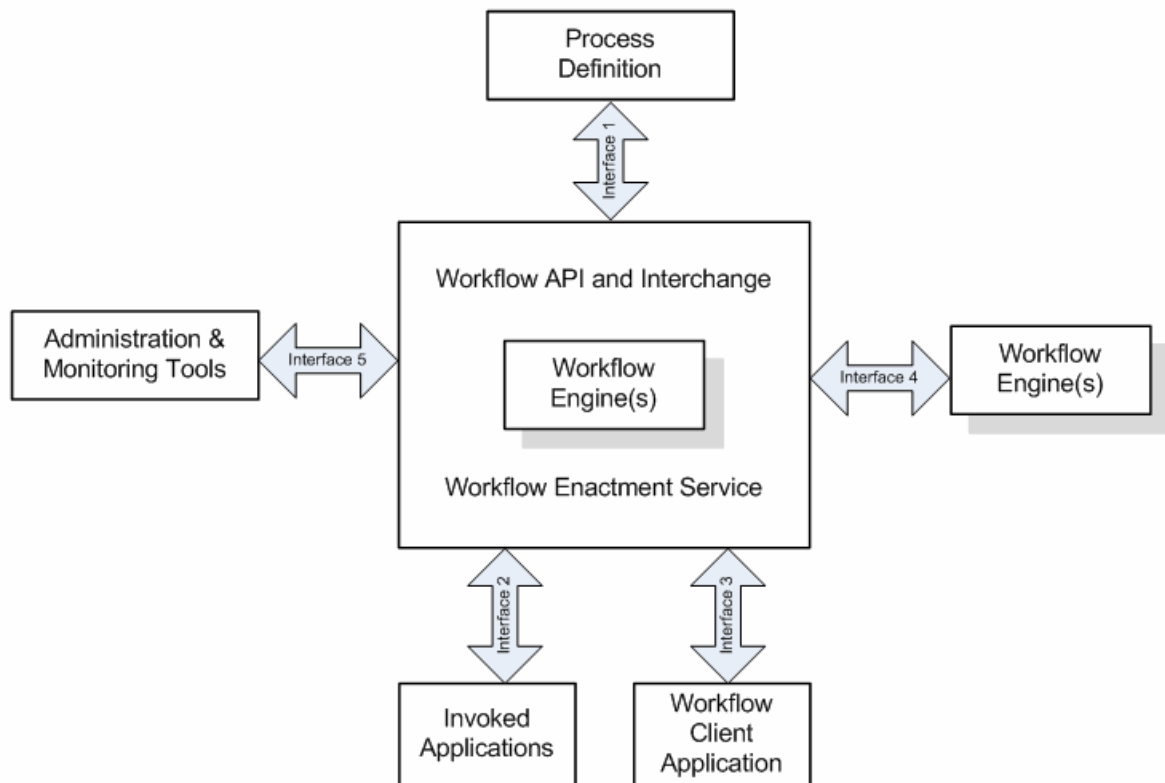 Process
Definition
Interface 1
Workflow API and Interchange
Administration &
Monitoring Tools
Interface 5
Workflow
Engine(s)
Interface 4
Workflow
Engine(s)
Workflow Enactment Service
Interface 2
Interface 3
Invoked
Applications
Workflow
Client
Application